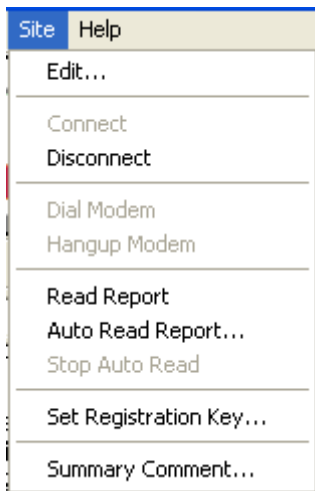 Site Help
Edit...
Connect
Disconnect
Dial Modem
Hangup Modem
Read Report
Auto Read Report...
Stop Auto Read
Set Registration Key...
Summary Comment...